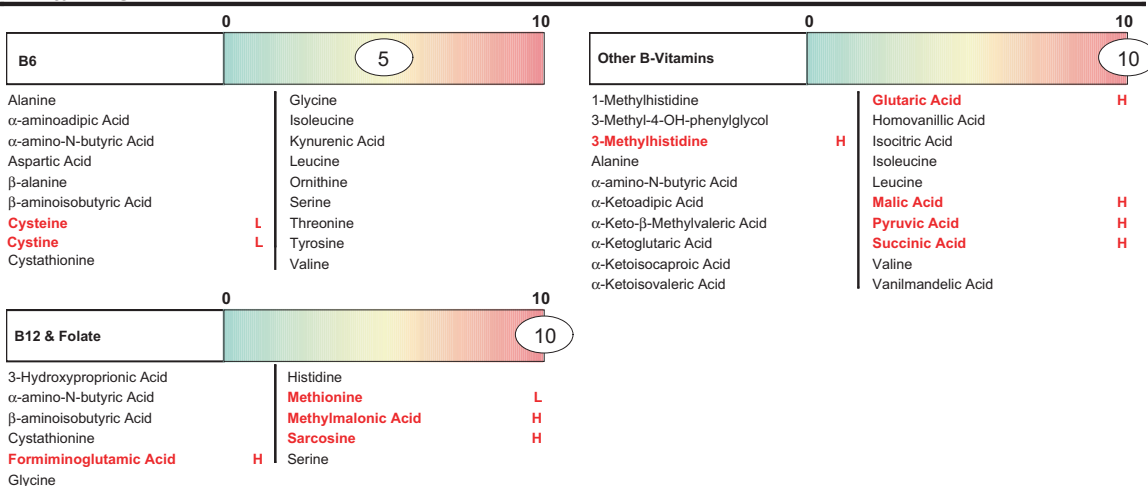 0 10
B6 5
Alanine
α-aminoadipic Acid
α-amino-N-butyric Acid
Aspartic Acid
β-alanine
β-aminoisobutyric Acid
Cysteine L
Cystine L
Cystathionine
Glycine
Isoleucine
Kynurenic Acid
Leucine
Ornithine
Serine
Threonine
Tyrosine
Valine
0 10
Other B-Vitamins 10
1-Methylhistidine
3-Methyl-4-OH-phenylglycol
3-Methylhistidine H
Alanine
α-amino-N-butyric Acid
α-Ketoadipic Acid
α-Keto-β-Methylvaleric Acid
α-Ketoglutaric Acid
α-Ketoisocaproic Acid
α-Ketoisovaleric Acid
Glutaric Acid H
Homovanillic Acid
Isocitric Acid
Isoleucine
Leucine
Malic Acid H
Pyruvic Acid H
Succinic Acid H
Valine
Vanilmandelic Acid
0 10
B12 & Folate 10
3-Hydroxyproprionic Acid
α-amino-N-butyric Acid
β-aminoisobutyric Acid
Cystathionine
Formiminoglutamic Acid H
Glycine
Histidine
Methionine L
Methylmalonic Acid H
Sarcosine H
Serine